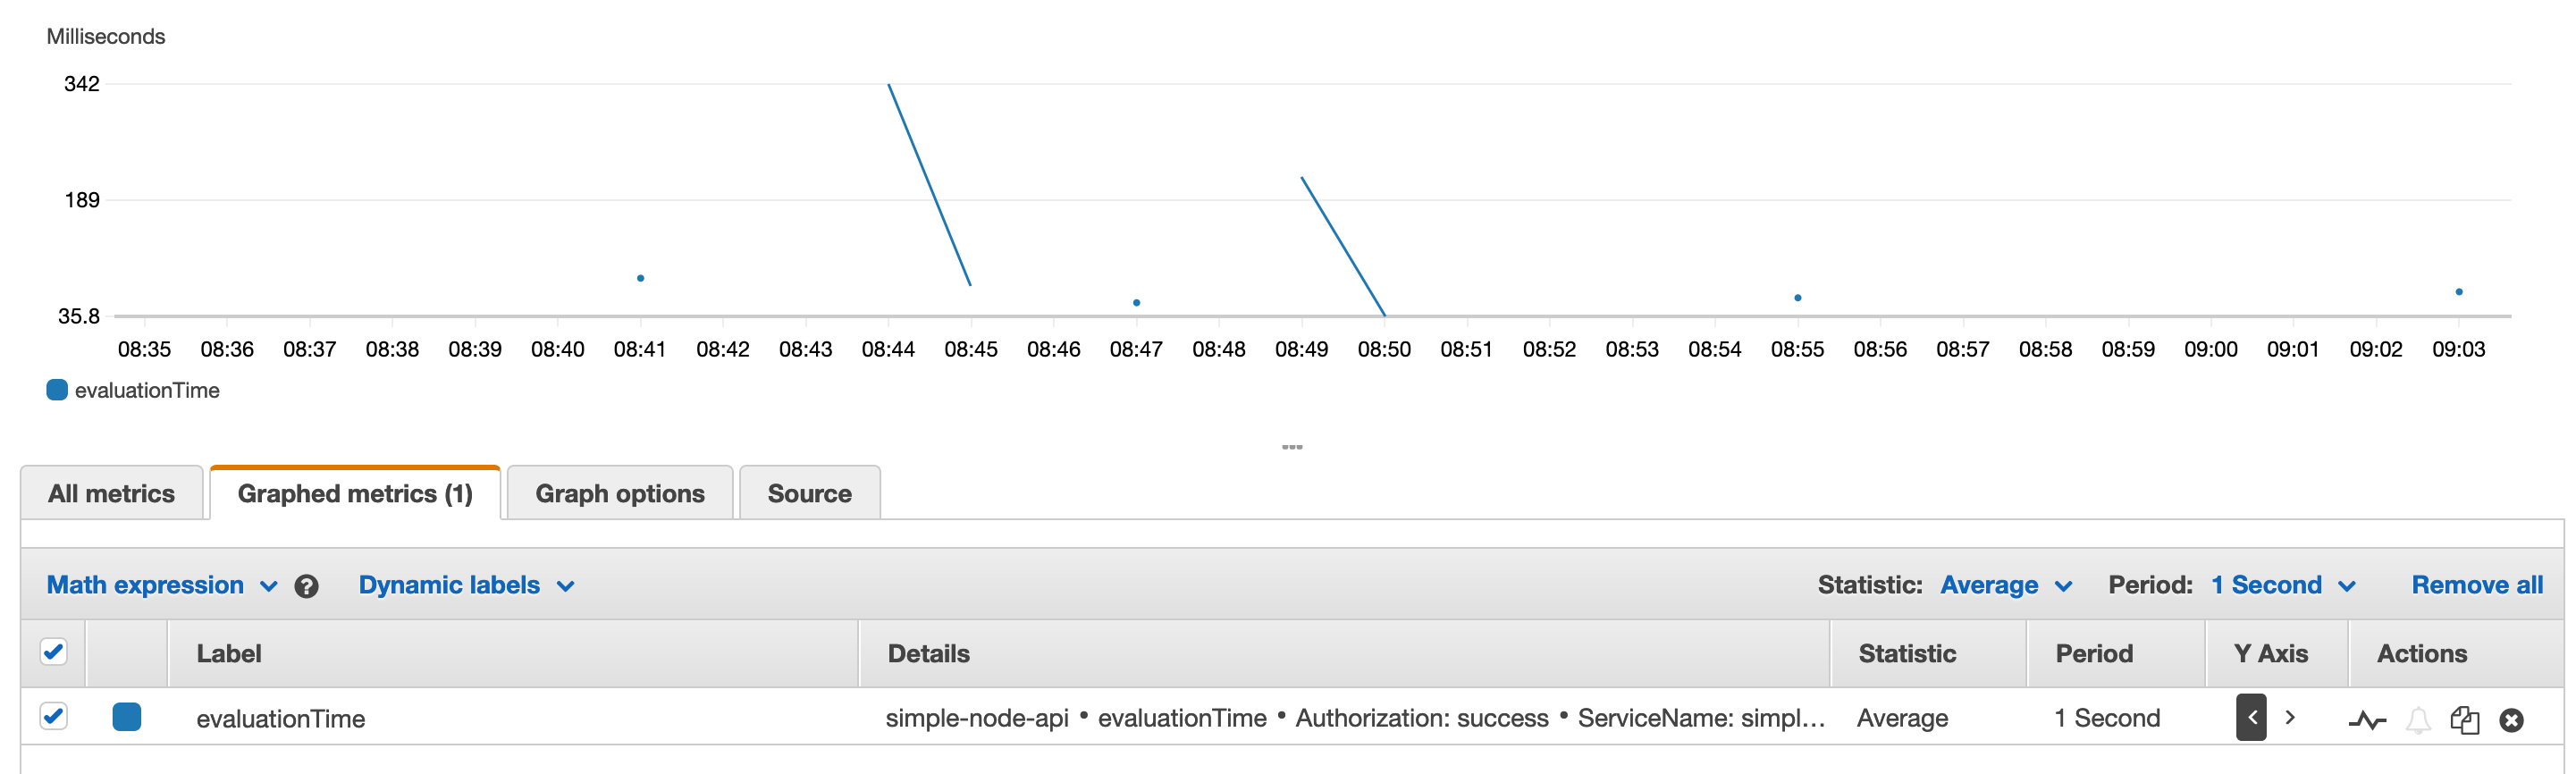 Milliseconds
342
189
35.8
08:35 08:36 08:37 08:38 08:39 08:40 08:41 08:42 08:43 08:44 08:45 08:46 08:47 08:48 08:49 08:50 08:51 08:52 08:53 08:54 08:55 08:56 08:57 08:58 08:59 09:00 09:01 09:02 09:03
evaluationTime
All metrics Graphed metrics (1) Graph options Source
Math expression ? Dynamic labels Statistic: Average Period: 1 Second Remove all
Label Details Statistic Period Y Axis Actions
evaluationTime simple-node-api • evaluationTime • Authorization: success • ServiceName: simpl... Average 1 Second